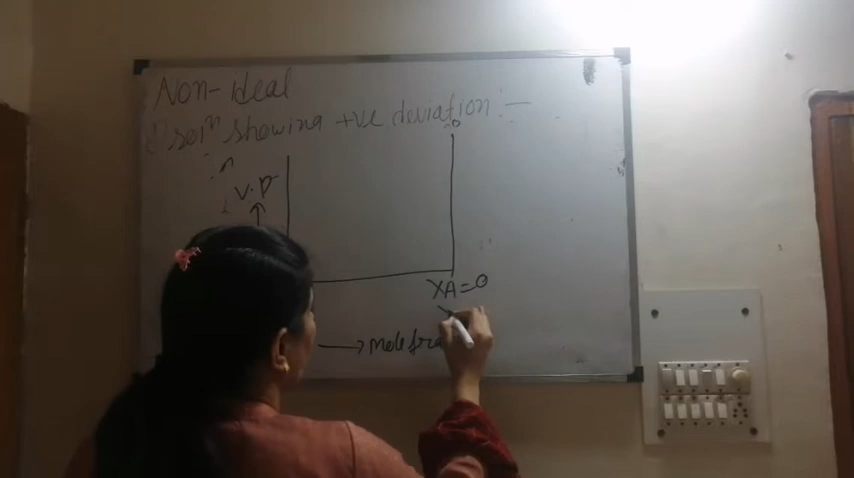 Non-ideal
soln showing +ve deviation :-
V.P
XA=0
→ Mole fra